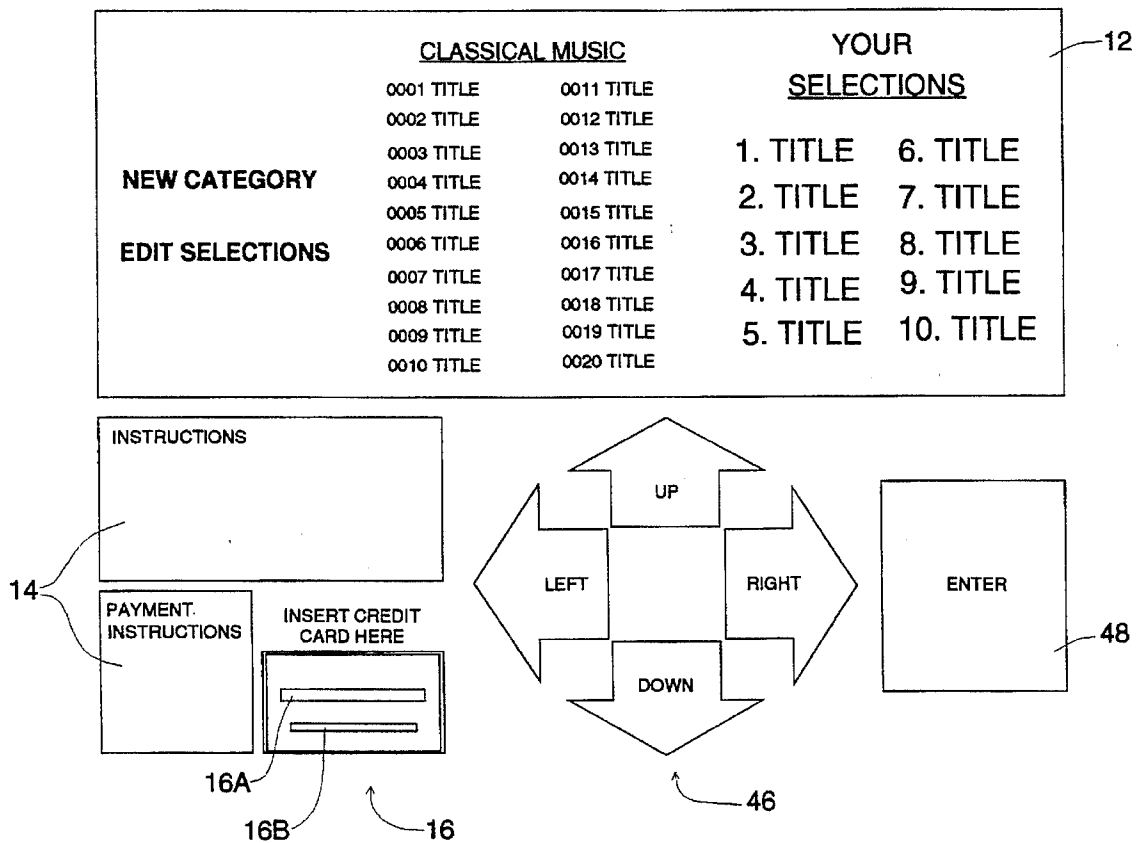 YOUR
SELECTIONS
12
CLASSICAL MUSIC
0001 TITLE 0011 TITLE
0002 TITLE 0012 TITLE
0003 TITLE 0013 TITLE
0004 TITLE 0014 TITLE
0005 TITLE 0015 TITLE
0006 TITLE 0016 TITLE
0007 TITLE 0017 TITLE
0008 TITLE 0018 TITLE
0009 TITLE 0019 TITLE
0010 TITLE 0020 TITLE
NEW CATEGORY
EDIT SELECTIONS
1. TITLE 6. TITLE
2. TITLE 7. TITLE
3. TITLE 8. TITLE
4. TITLE 9. TITLE
5. TITLE 10. TITLE
INSTRUCTIONS
14
PAYMENT.
INSTRUCTIONS
INSERT CREDIT
CARD HERE
16A
16B
16
UP
LEFT
RIGHT
DOWN
46
ENTER
48